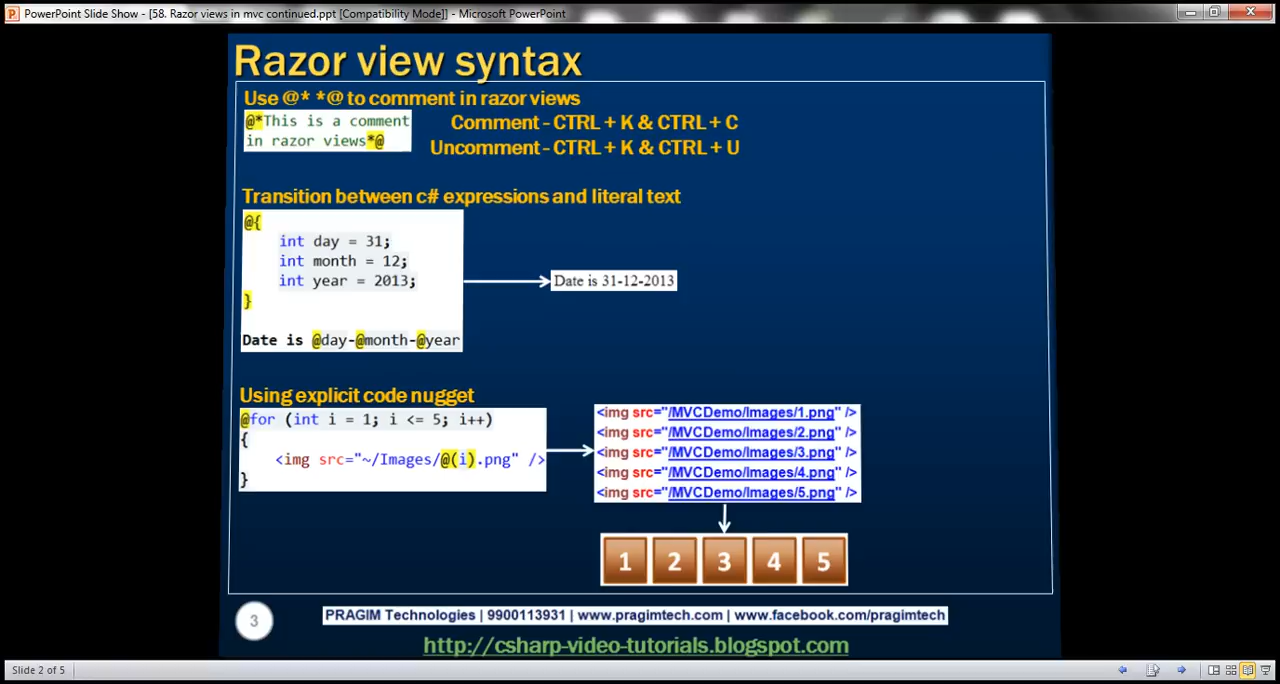 PowerPoint Slide Show - [58. Razor views in mvc continued.ppt [Compatibility Mode]] - Microsoft PowerPoint
Razor view syntax
Use @* *@ to comment in razor views
@*This is a comment
in razor views*@
Comment - CTRL + K & CTRL + C
Uncomment - CTRL + K & CTRL + U
Transition between c# expressions and literal text
@{
int day = 31;
int month = 12;
int year = 2013;
}
Date is @day-@month-@year
Date is 31-12-2013
Using explicit code nugget
@for (int i = 1; i <= 5; i++)
{
<img src="~/Images/@(i).png" />
}
<img src="/MVCDemo/Images/1.png" />
<img src="/MVCDemo/Images/2.png" />
<img src="/MVCDemo/Images/3.png" />
<img src="/MVCDemo/Images/4.png" />
<img src="/MVCDemo/Images/5.png" />
1 2 3 4 5
3
PRAGIM Technologies | 9900113931 | www.pragimtech.com | www.facebook.com/pragimtech
http://csharp-video-tutorials.blogspot.com
Slide 2 of 5